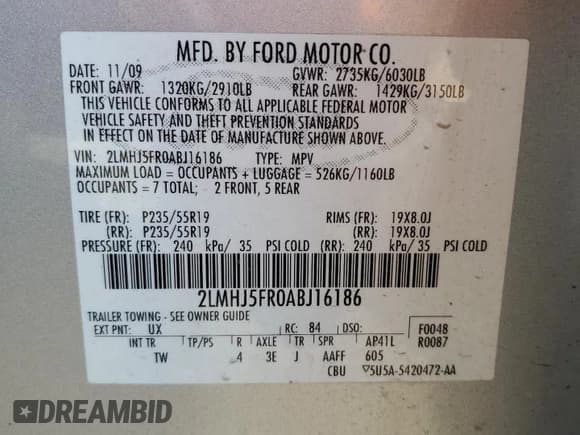 MFD. BY FORD MOTOR CO.
DATE: 11/09 GVWR: 2735KG/6030LB
FRONT GAWR: 1320KG/2910LB REAR GAWR: 1429KG/3150LB
THIS VEHICLE CONFORMS TO ALL APPLICABLE FEDERAL MOTOR
VEHICLE SAFETY AND THEFT PREVENTION STANDARDS
IN EFFECT ON THE DATE OF MANUFACTURE SHOWN ABOVE.
VIN: 2LMHJ5FR0ABJ16186 TYPE: MPV
MAXIMUM LOAD = OCCUPANTS + LUGGAGE = 526KG/1160LB
OCCUPANTS = 7 TOTAL; 2 FRONT, 5 REAR
TIRE (FR): P235/55R19 RIMS (FR): 19X8.0J
(RR): P235/55R19 (RR): 19X8.0J
PRESSURE (FR): 240 kPa/ 35 PSI COLD (RR): 240 kPa/ 35 PSI COLD
2LMHJ5FR0ABJ16186
TRAILER TOWING - SEE OWNER GUIDE
EXT PNT: UX RC: 84 DSO: F0048
INT TR TP/PS R AXLE TR SPR AP41L R0087
TW 4 3E J AAFF 605
CBU ▽5U5A-5420472-AA
DREAMBID